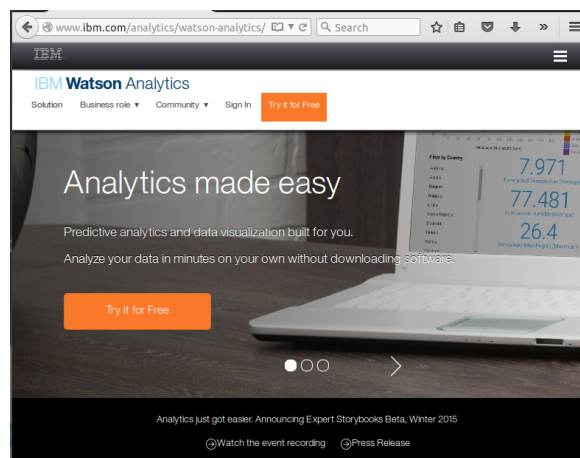 www.ibm.com/analytics/watson-analytics/
Search
IBM
IBM Watson Analytics
Solution Business role Community Sign In Try it for Free
Filter by Country
7.971
77.481
26.4
Analytics made easy
Predictive analytics and data visualization built for you.
Analyze your data in minutes on your own without downloading software.
Try it for Free
Analytics just got easier. Announcing Expert Storybooks Beta, Winter 2015
Watch the event recording Press Release